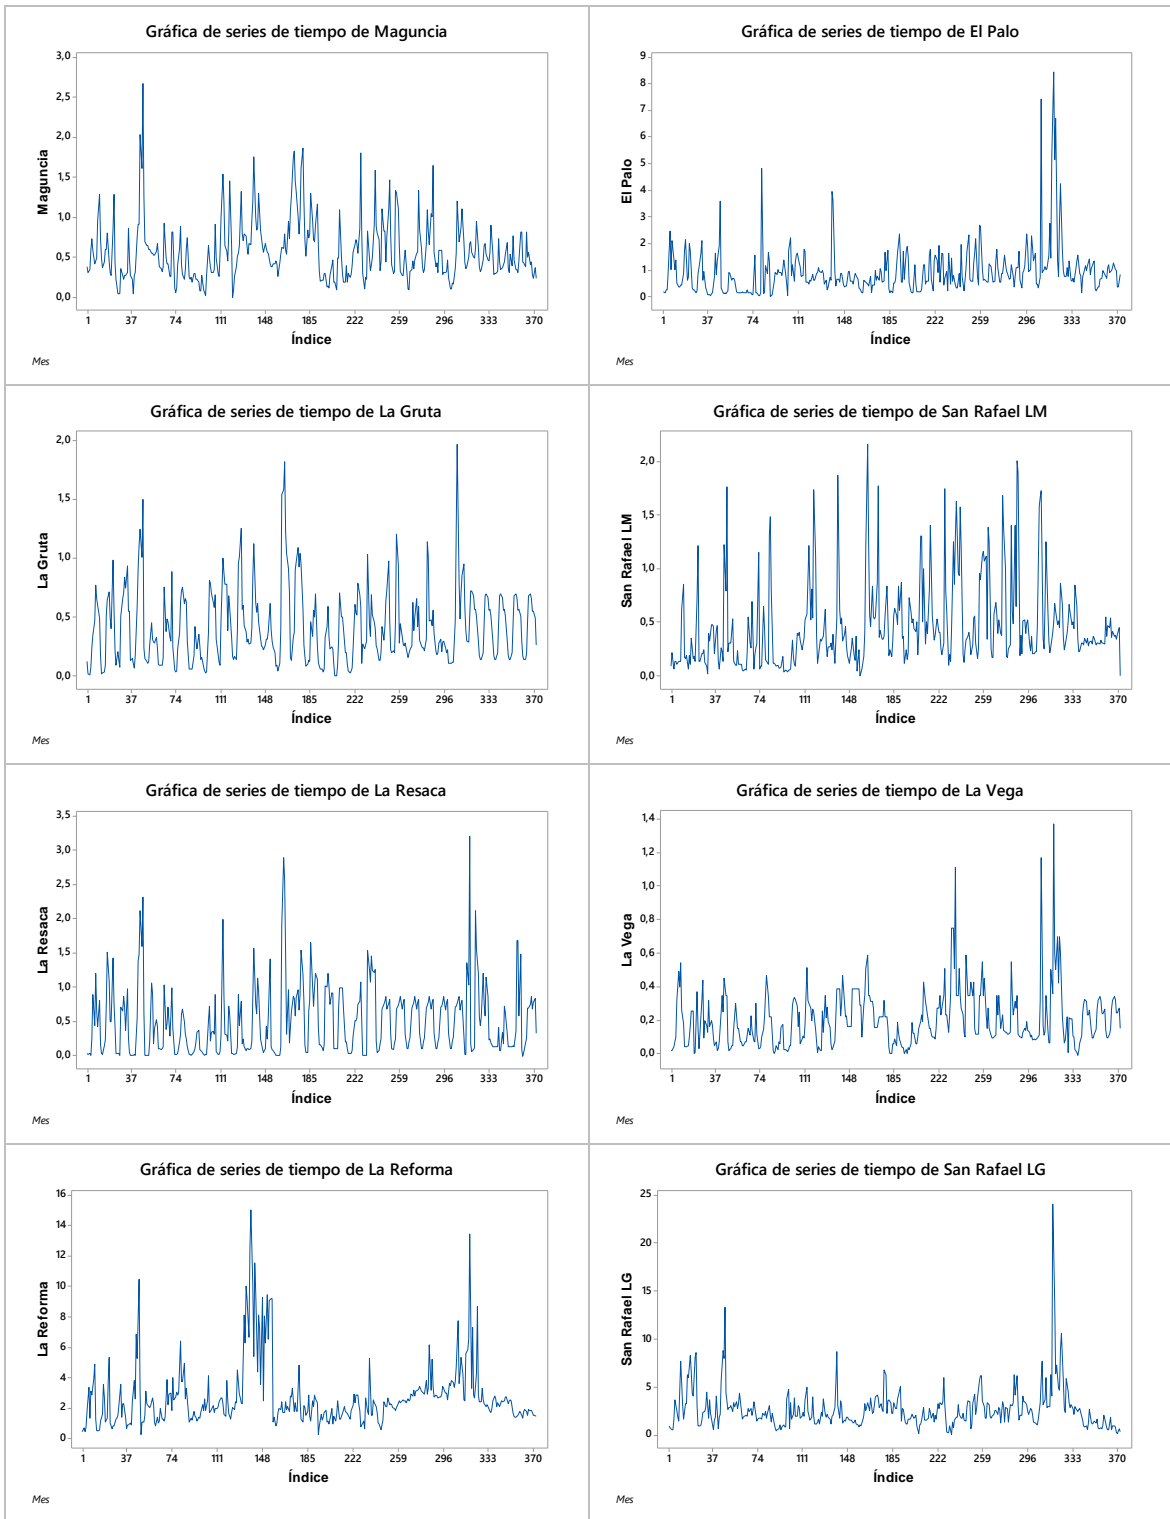 Gráfica de series de tiempo de Maguncia
3,0
2,5
2,0
1,5
1,0
0,5
0,0
Maguncia
1 37 74 111 148 185 222 259 296 333 370
Índice
Mes
Gráfica de series de tiempo de El Palo
9
8
7
6
5
4
3
2
1
0
El Palo
1 37 74 111 148 185 222 259 296 333 370
Índice
Mes
Gráfica de series de tiempo de La Gruta
2,0
1,5
1,0
0,5
0,0
La Gruta
1 37 74 111 148 185 222 259 296 333 370
Índice
Mes
Gráfica de series de tiempo de San Rafael LM
2,0
1,5
1,0
0,5
0,0
San Rafael LM
1 37 74 111 148 185 222 259 296 333 370
Índice
Mes
Gráfica de series de tiempo de La Resaca
3,5
3,0
2,5
2,0
1,5
1,0
0,5
0,0
La Resaca
1 37 74 111 148 185 222 259 296 333 370
Índice
Mes
Gráfica de series de tiempo de La Vega
1,4
1,2
1,0
0,8
0,6
0,4
0,2
0,0
La Vega
1 37 74 111 148 185 222 259 296 333 370
Índice
Mes
Gráfica de series de tiempo de La Reforma
16
14
12
10
8
6
4
2
0
La Reforma
1 37 74 111 148 185 222 259 296 333 370
Índice
Mes
Gráfica de series de tiempo de San Rafael LG
25
20
15
10
5
0
San Rafael LG
1 37 74 111 148 185 222 259 296 333 370
Índice
Mes